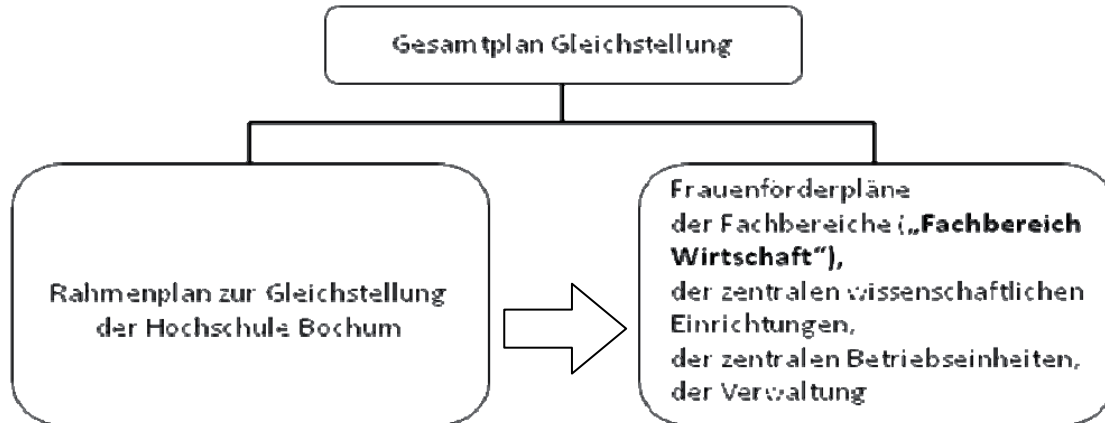 Gesamtplan Gleichstellung
Rahmenplan zur Gleichstellung
der Hochschule Bochum
Frauenförderpläne
der Fachbereiche („Fachbereich
Wirtschaft“),
der zentralen wissenschaftlichen
Einrichtungen,
der zentralen Betriebseinheiten,
der Verwaltung